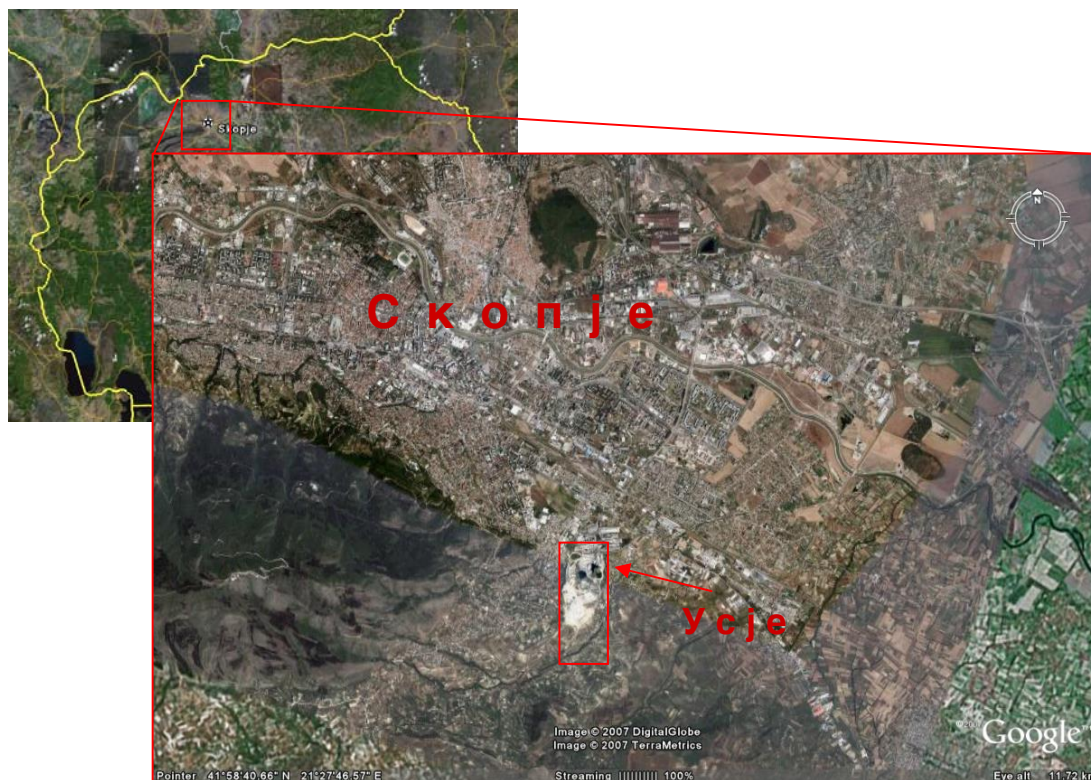 Skopje
N
С к о п ј е
У с ј е
Image © 2007 DigitalGlobe
Image © 2007 TerraMetrics
©2007 Google
Pointer 41°58'40.66" N 21°27'46.57" E Streaming |||||||||| 100% Eye alt